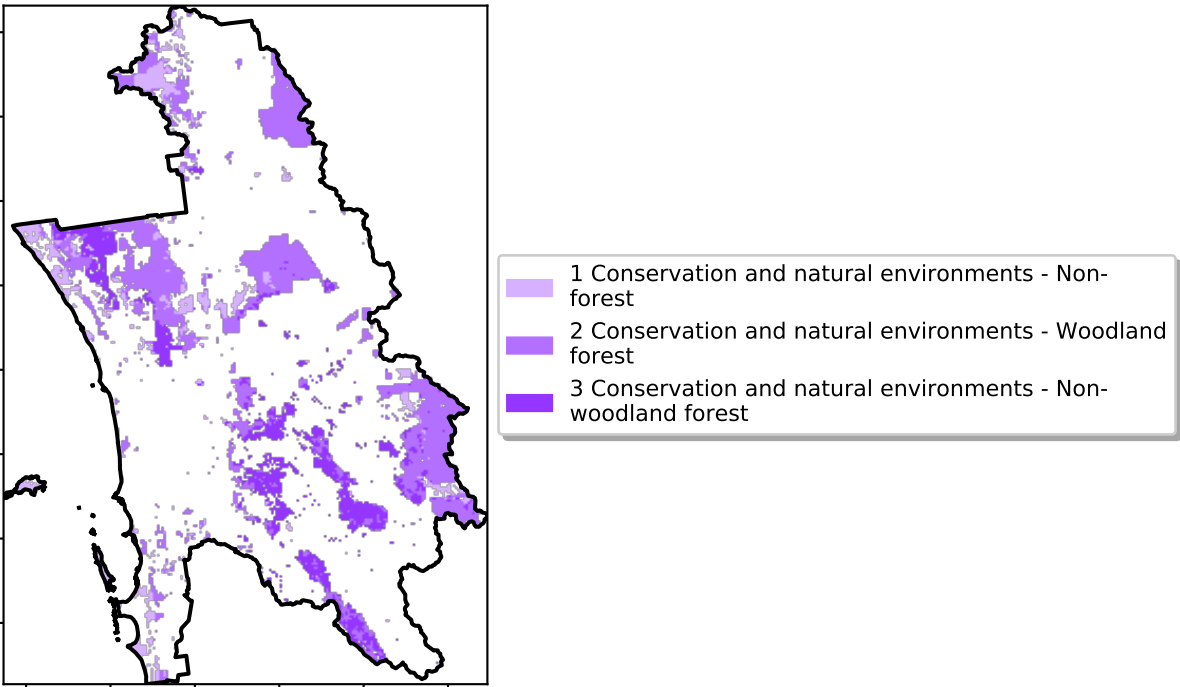 1 Conservation and natural environments - Non-
forest
2 Conservation and natural environments - Woodland
forest
3 Conservation and natural environments - Non-
woodland forest